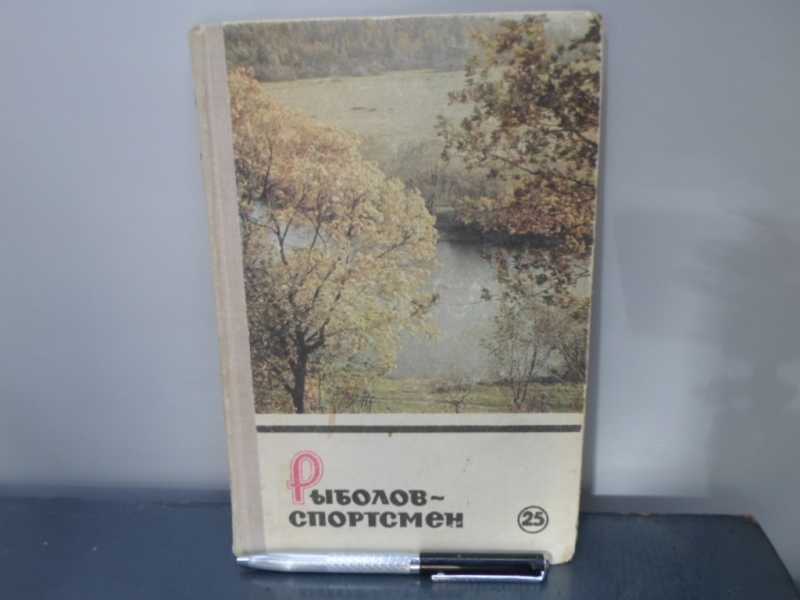 Рыболов-
спортсмен
25